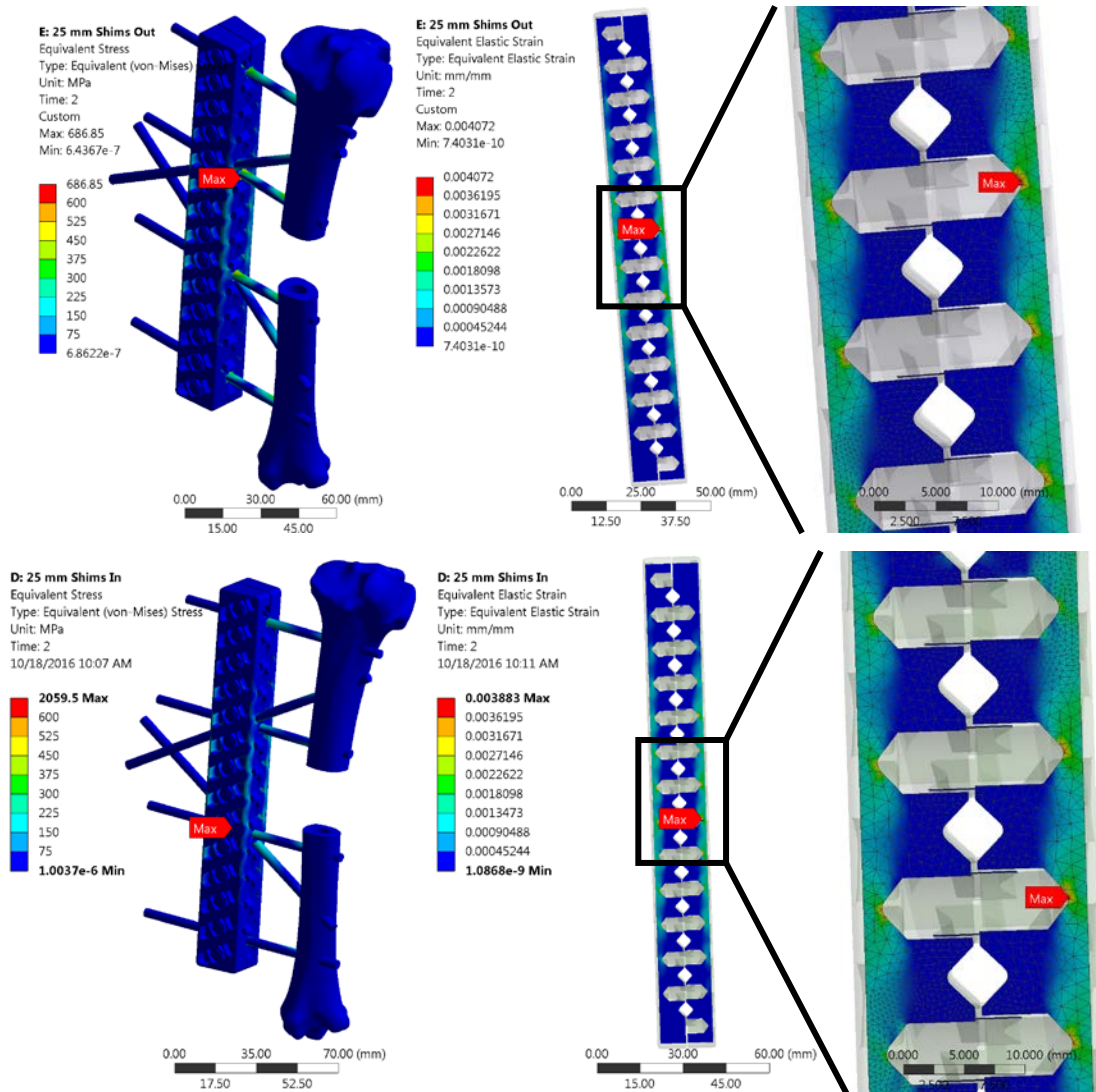 E: 25 mm Shims Out
Equivalent Stress
Type: Equivalent (von-Mises)
Unit: MPa
Time: 2
Custom
Max: 686.85
Min: 6.4367e-7
686.85
600
525
450
375
300
225
150
75
6.8622e-7
Max
0.00 30.00 60.00 (mm)
15.00 45.00
E: 25 mm Shims Out
Equivalent Elastic Strain
Type: Equivalent Elastic Strain
Unit: mm/mm
Time: 2
Custom
Max: 0.004072
Min: 7.4031e-10
0.004072
0.0036195
0.0031671
0.0027146
0.0022622
0.0018098
0.0013573
0.00090488
0.00045244
7.4031e-10
Max
0.00 25.00 50.00 (mm)
12.50 37.50
Max
0.000 5.000 10.000 (mm)
2.500 7.500
D: 25 mm Shims In
Equivalent Stress
Type: Equivalent (von-Mises) Stress
Unit: MPa
Time: 2
10/18/2016 10:07 AM
2059.5 Max
600
525
450
375
300
225
150
75
1.0037e-6 Min
Max
0.00 35.00 70.00 (mm)
17.50 52.50
D: 25 mm Shims In
Equivalent Elastic Strain
Type: Equivalent Elastic Strain
Unit: mm/mm
Time: 2
10/18/2016 10:11 AM
0.003883 Max
0.0036195
0.0031671
0.0027146
0.0022622
0.0018098
0.0013473
0.00090488
0.00045244
1.0868e-9 Min
Max
0.00 30.00 60.00 (mm)
15.00 45.00
Max
0.000 5.000 10.000 (mm)